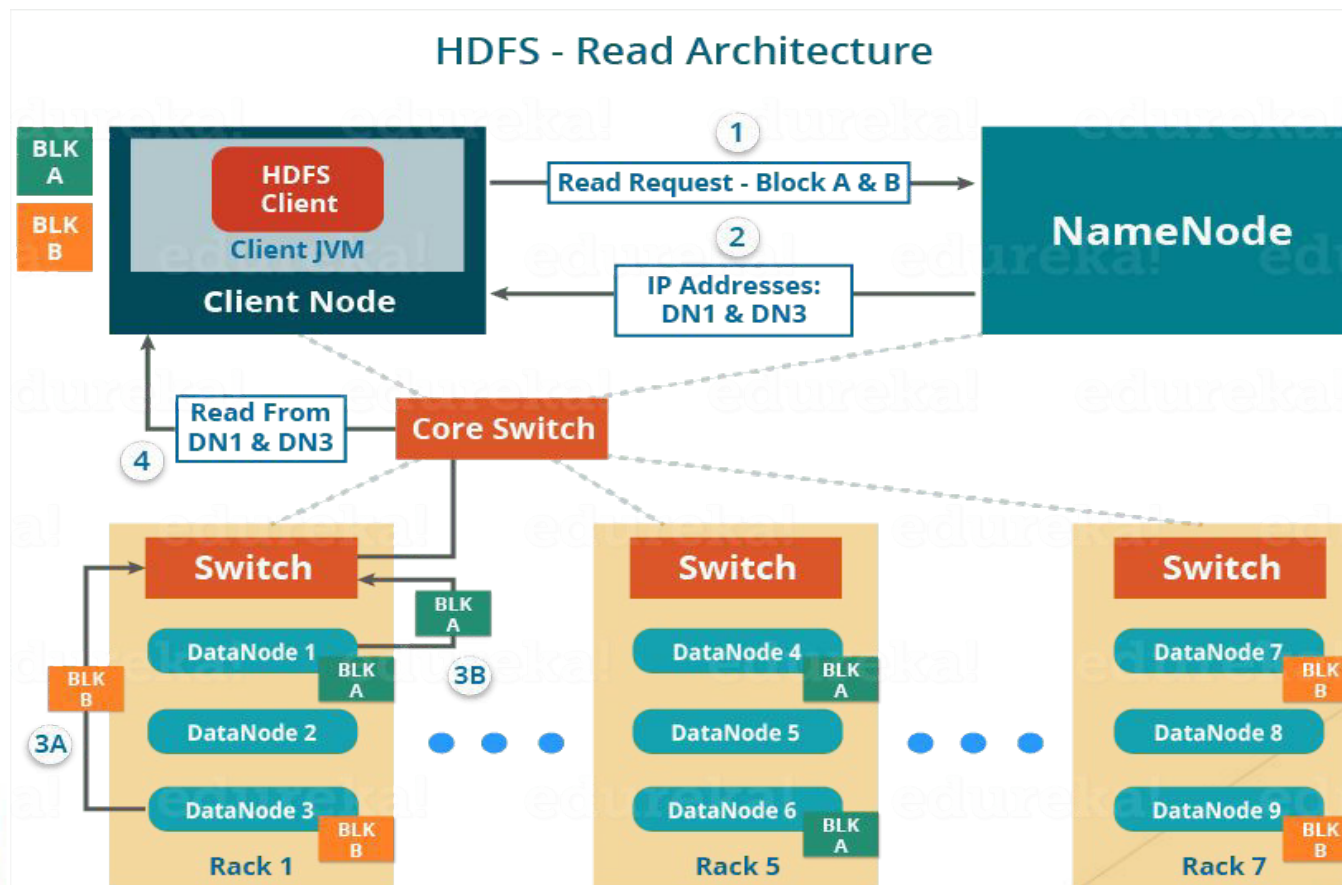 HDFS - Read Architecture
BLK
A
BLK
B
HDFS
Client
Client JVM
Client Node
1
Read Request - Block A & B
2
IP Addresses:
DN1 & DN3
NameNode
Read From
DN1 & DN3
4
Core Switch
Switch
Switch
Switch
BLK
A
DataNode 1
BLK
A
3B
BLK
B
3A
DataNode 2
DataNode 3
BLK
B
Rack 1
DataNode 4
BLK
A
DataNode 5
DataNode 6
BLK
A
Rack 5
DataNode 7
BLK
B
DataNode 8
DataNode 9
BLK
B
Rack 7
edureka!